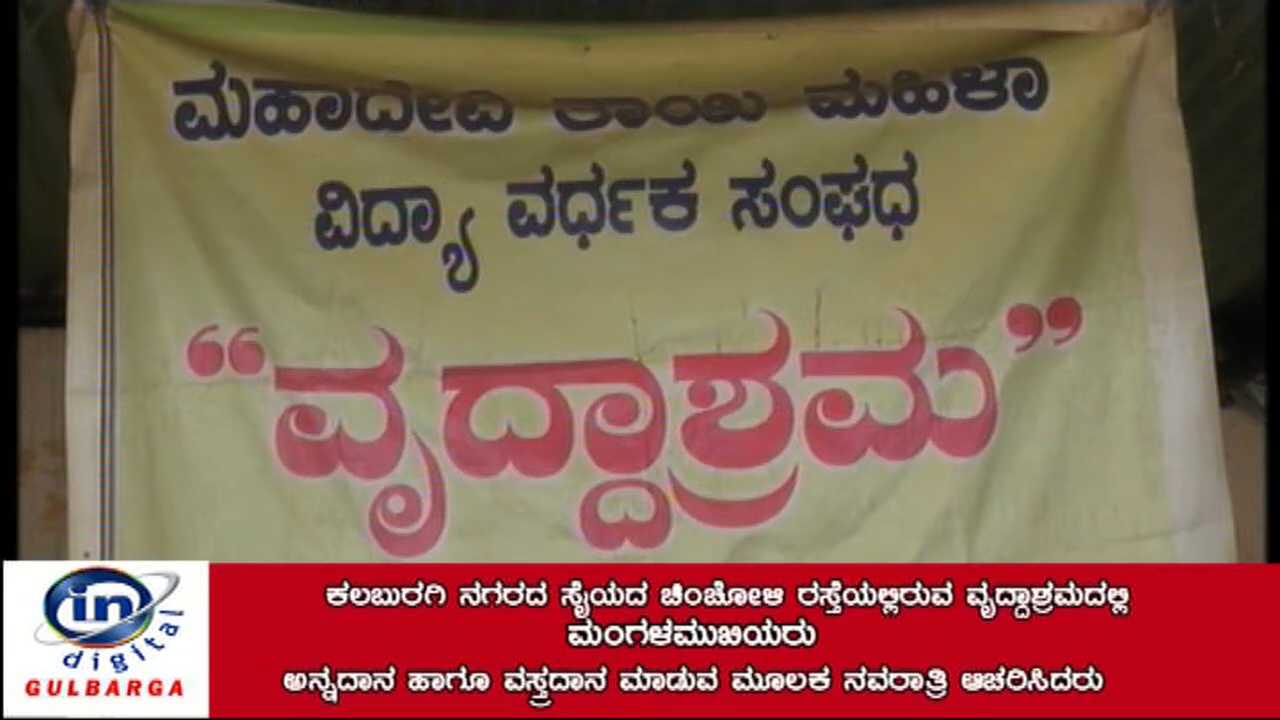 ಮಹಾದೇವಿ ತಾಯಿ ಮಹಿಳಾ
ವಿದ್ಯಾ ವರ್ಧಕ ಸಂಘಧ
“ವೃದ್ದಾಶ್ರಮ”
in
digital
GULBARGA
ಕಲಬುರಗಿ ನಗರದ ಸೈಯದ ಚಿಂಚೋಳಿ ರಸ್ತೆಯಲ್ಲಿರುವ ವೃದ್ದಾಶ್ರಮದಲ್ಲಿ
ಮಂಗಳಮುಖಿಯರು
ಅನ್ನದಾನ ಹಾಗೂ ವಸ್ತ್ರದಾನ ಮಾಡುವ ಮೂಲಕ ನವರಾತ್ರಿ ಆಚರಿಸಿದರು